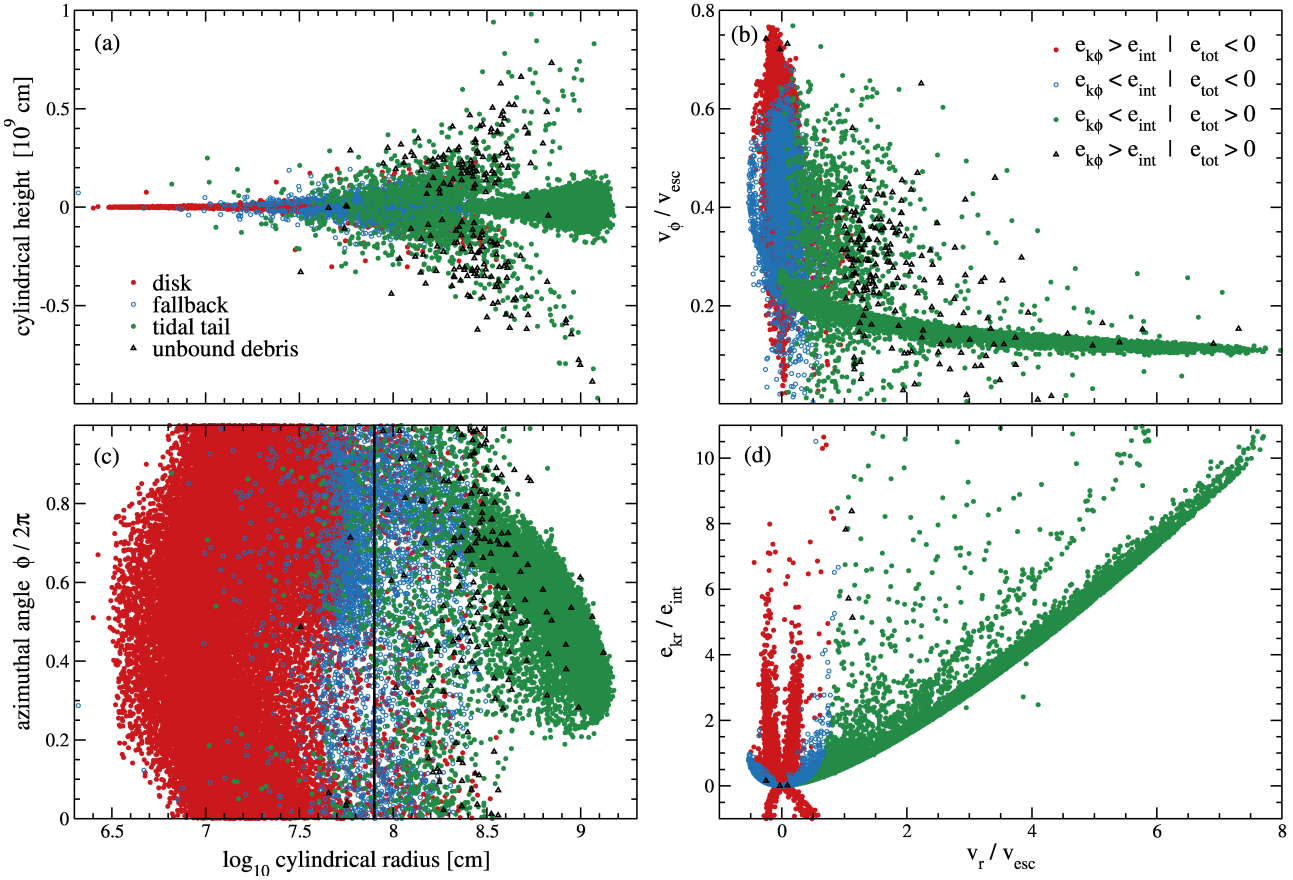 (a)
1
0.5
0
-0.5
cylindrical height [10⁹ cm]
disk
fallback
tidal tail
unbound debris
(b)
0.8
0.6
0.4
0.2
v_ϕ / v_esc
e_kϕ > e_int | e_tot < 0
e_kϕ < e_int | e_tot < 0
e_kϕ < e_int | e_tot > 0
e_kϕ > e_int | e_tot > 0
(c)
1
0.8
0.6
0.4
0.2
0
azimuthal angle ϕ / 2π
6.5 7 7.5 8 8.5 9
log₁₀ cylindrical radius [cm]
(d)
10
8
6
4
2
0
e_kr / e_int
0 2 4 6 8
v_r / v_esc